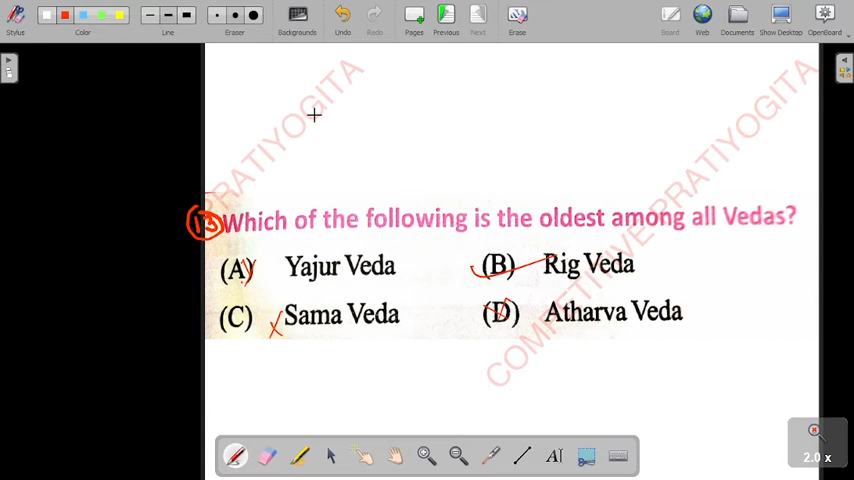 Stylus Color Line Eraser Backgrounds Undo Redo Pages Previous Next Erase Board Web Documents Show Desktop OpenBoard
COMPETITIVE PRATIYOGITA
PRATIYOGITA
13 Which of the following is the oldest among all Vedas?
(A) Yajur Veda (B) Rig Veda
(C) Sama Veda (D) Atharva Veda
2.0 x